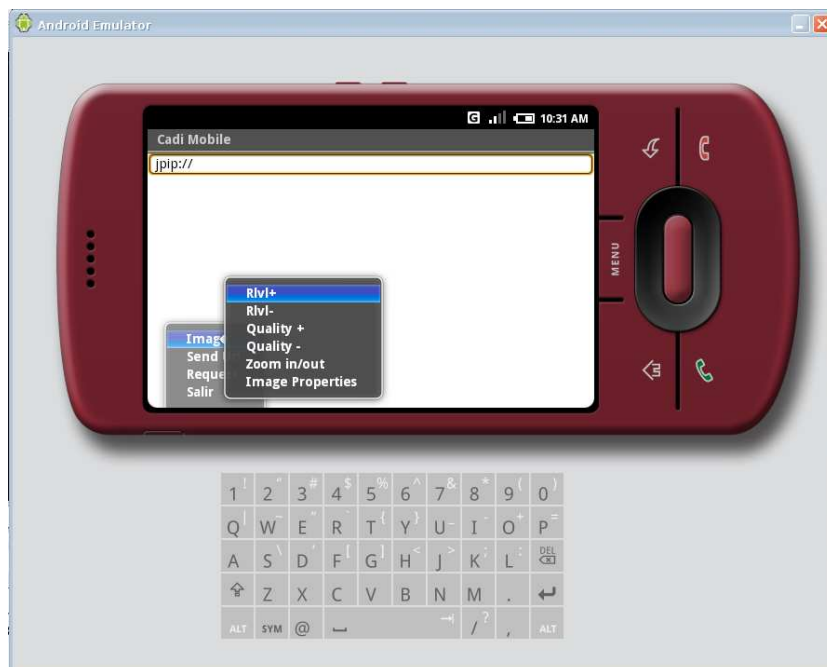 Android Emulator
G 10:31 AM
Cadi Mobile
jpip://
MENU
Rlvl+
Rlvl-
Quality +
Quality -
Zoom in/out
Image Properties
Send
Salir
1 ! 2 " 3 # 4 $ 5 % 6 ^ 7 & 8 * 9 ( 0 )
Q | W ~ E " R ` T { Y } U _ I - O + P =
A S \ D ' F [ G ] H < J > K ; L : DEL
Z X C V B N M .
ALT SYM @ / ? , ALT